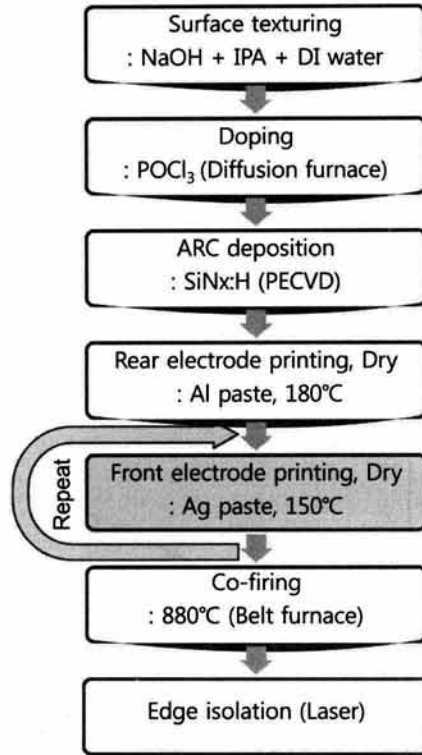 Surface texturing
: NaOH + IPA + DI water
Doping
: POCl₃ (Diffusion furnace)
ARC deposition
: SiNx:H (PECVD)
Rear electrode printing, Dry
: Al paste, 180℃
Repeat
Front electrode printing, Dry
: Ag paste, 150℃
Co-firing
: 880℃ (Belt furnace)
Edge isolation (Laser)